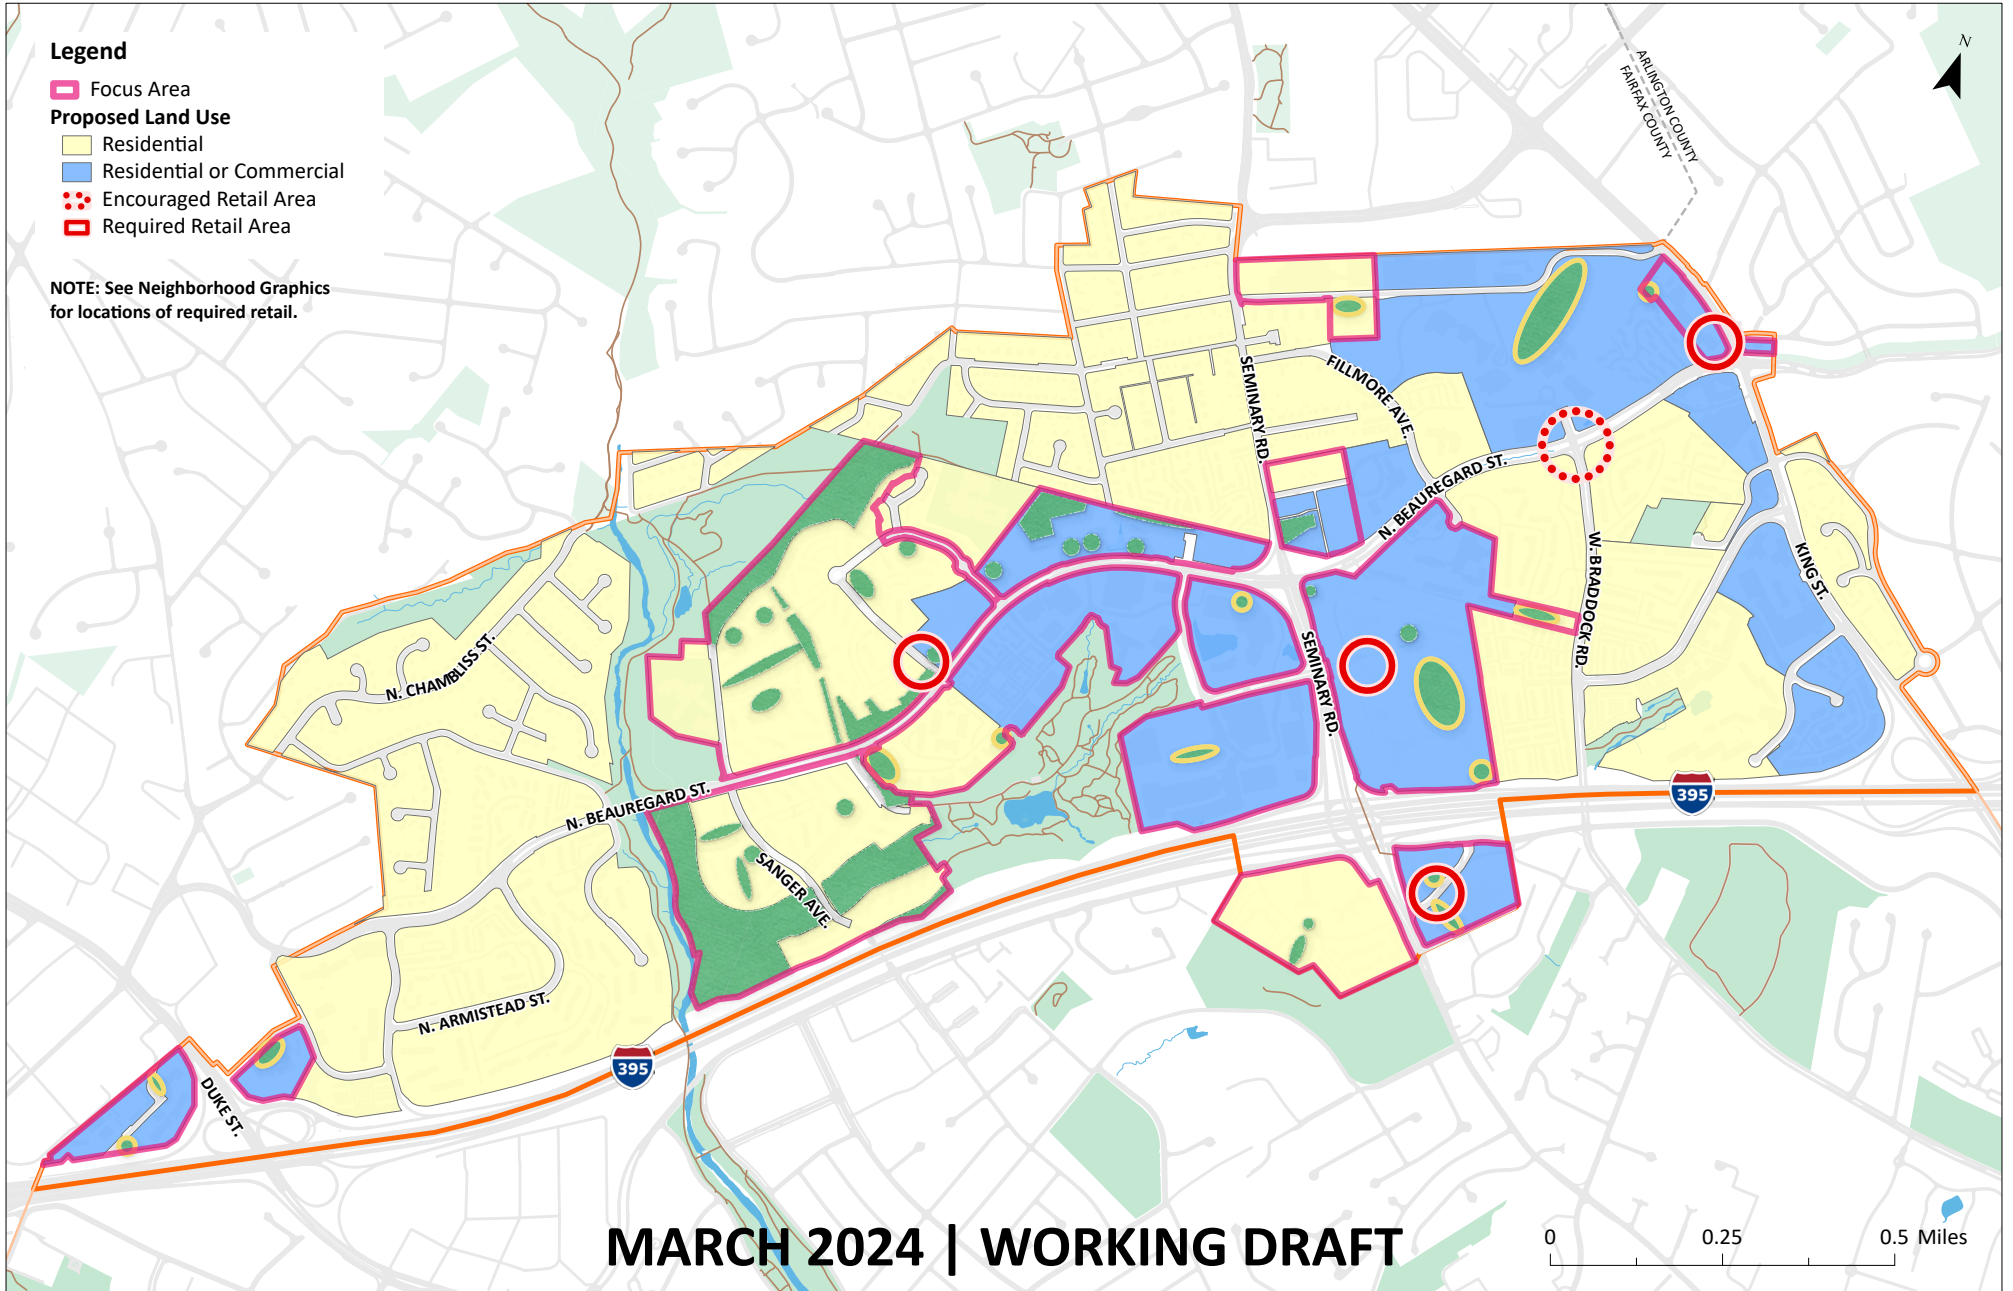 Legend
Focus Area
Proposed Land Use
Residential
Residential or Commercial
Encouraged Retail Area
Required Retail Area
NOTE: See Neighborhood Graphics
for locations of required retail.
N
ARLINGTON COUNTY
FAIRFAX COUNTY
SEMINARY RD.
FILLMORE AVE.
N. BEAUREGARD ST.
W. BRADDOCK RD.
KING ST.
N. CHAMBLISS ST.
SEMINARY RD.
N. BEAUREGARD ST.
395
SANGER AVE.
N. ARMISTEAD ST.
395
DUKE ST.
MARCH 2024 | WORKING DRAFT
0 0.25 0.5 Miles